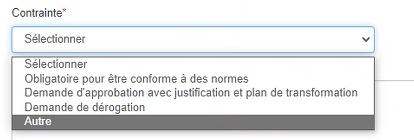 Contrainte*
Sélectionner
Sélectionner
Obligatoire pour être conforme à des normes
Demande d'approbation avec justification et plan de transformation
Demande de dérogation
Autre